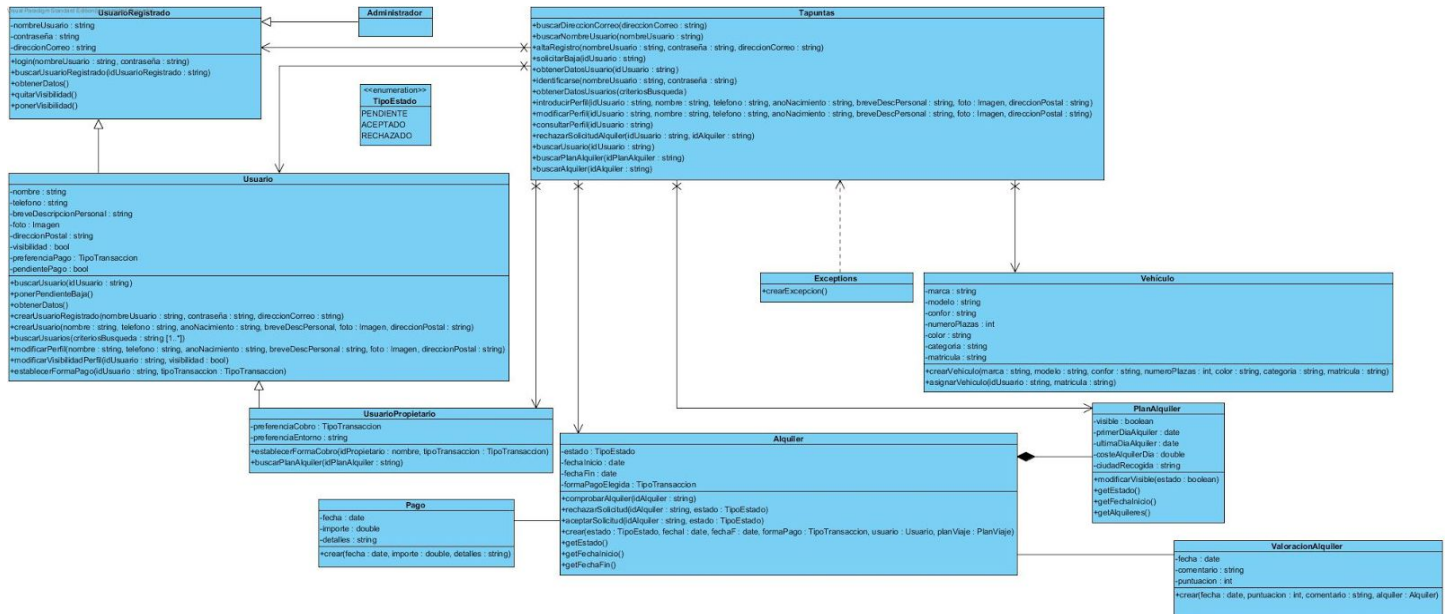 UsuarioRegistrado
-nombreUsuario : string
-contraseña : string
-direccionCorreo : string
+login(nombreUsuario : string, contraseña : string)
+buscarUsuarioRegistrado(idUsuarioRegistrado : string)
+obtenerDatos()
+quitarVisibilidad()
+ponerVisibilidad()
Administrador
<<enumeration>>
TipoEstado
PENDIENTE
ACEPTADO
RECHAZADO
Tapuntas
+buscarDireccionCorreo(direccionCorreo : string)
+buscarNombreUsuario(nombreUsuario : string)
+altaRegistro(nombreUsuario : string, contraseña : string, direccionCorreo : string)
+solicitarBaja(idUsuario : string)
+obtenerDatosUsuario(idUsuario : string)
+identificarse(nombreUsuario : string, contraseña : string)
+obtenerDatosUsuarios(criteriosBusqueda)
+introducirPerfil(idUsuario : string, nombre : string, telefono : string, anoNacimiento : string, breveDescPersonal : string, foto : Imagen, direccionPostal : string)
+modificarPerfil(idUsuario : string, nombre : string, telefono : string, anoNacimiento : string, breveDescPersonal : string, foto : Imagen, direccionPostal : string)
+consultarPerfil(idUsuario : string)
+rechazarSolicitudAlquiler(idUsuario : string, idAlquiler : string)
+buscarUsuario(idUsuario : string)
+buscarPlanAlquiler(idPlanAlquiler : string)
+buscarAlquiler(idAlquiler : string)
Usuario
-nombre : string
-telefono : string
-breveDescripcionPersonal : string
-foto : Imagen
-direccionPostal : string
-visibilidad : bool
-preferenciaPago : TipoTransaccion
-pendientePago : bool
+buscarUsuario(idUsuario : string)
+ponerPendienteBaja()
+obtenerDatos()
+crearUsuarioRegistrado(nombreUsuario : string, contraseña : string, direccionCorreo : string)
+crearUsuario(nombre : string, telefono : string, anoNacimiento : string, breveDescPersonal, foto : Imagen, direccionPostal : string)
+buscarUsuarios(criteriosBusqueda : string [1..*])
+modificarPerfil(nombre : string, telefono : string, anoNacimiento : string, breveDescPersonal : string, foto : Imagen, direccionPostal : string)
+modificarVisibilidadPerfil(idUsuario : string, visibilidad : bool)
+establecerFormaPago(idUsuario : string, tipoTransaccion : TipoTransaccion)
Exceptions
+crearExcepcion()
Vehículo
-marca : string
-modelo : string
-confor : string
-numeroPlazas : int
-color : string
-categoria : string
-matricula : string
+crearVehiculo(marca : string, modelo : string, confor : string, numeroPlazas : int, color : string, categoria : string, matricula : string)
+asignarVehiculo(idUsuario : string, matricula : string)
UsuarioPropietario
-preferenciaCobro : TipoTransaccion
-preferenciaEntorno : string
+establecerFormaCobro(idPropietario : nombre, tipoTransaccion : TipoTransaccion)
+buscarPlanAlquiler(idPlanAlquiler : string)
PlanAlquiler
-visible : boolean
-primerDiaAlquiler : date
-ultimaDiaAlquiler : date
-costeAlquilerDia : double
-ciudadRecogida : string
+modificarVisible(estado : boolean)
+getEstado()
+getFechaInicio()
+getAlquileres()
Alquiler
-estado : TipoEstado
-fechaInicio : date
-fechaFin : date
-formaPagoElegida : TipoTransaccion
+comprobarAlquiler(idAlquiler : string)
+rechazarSolicitud(idAlquiler : string, estado : TipoEstado)
+aceptarSolicitud(idAlquiler : string, estado : TipoEstado)
+crear(estado : TipoEstado, fechaI : date, fechaF : date, formaPago : TipoTransaccion, usuario : Usuario, planViaje : PlanViaje)
+getEstado()
+getFechaInicio()
+getFechaFin()
Pago
-fecha : date
-importe : double
-detalles : string
+crear(fecha : date, importe : double, detalles : string)
ValoracionAlquiler
-fecha : date
-comentario : string
-puntuacion : int
+crear(fecha : date, puntuacion : int, comentario : string, alquiler : Alquiler)